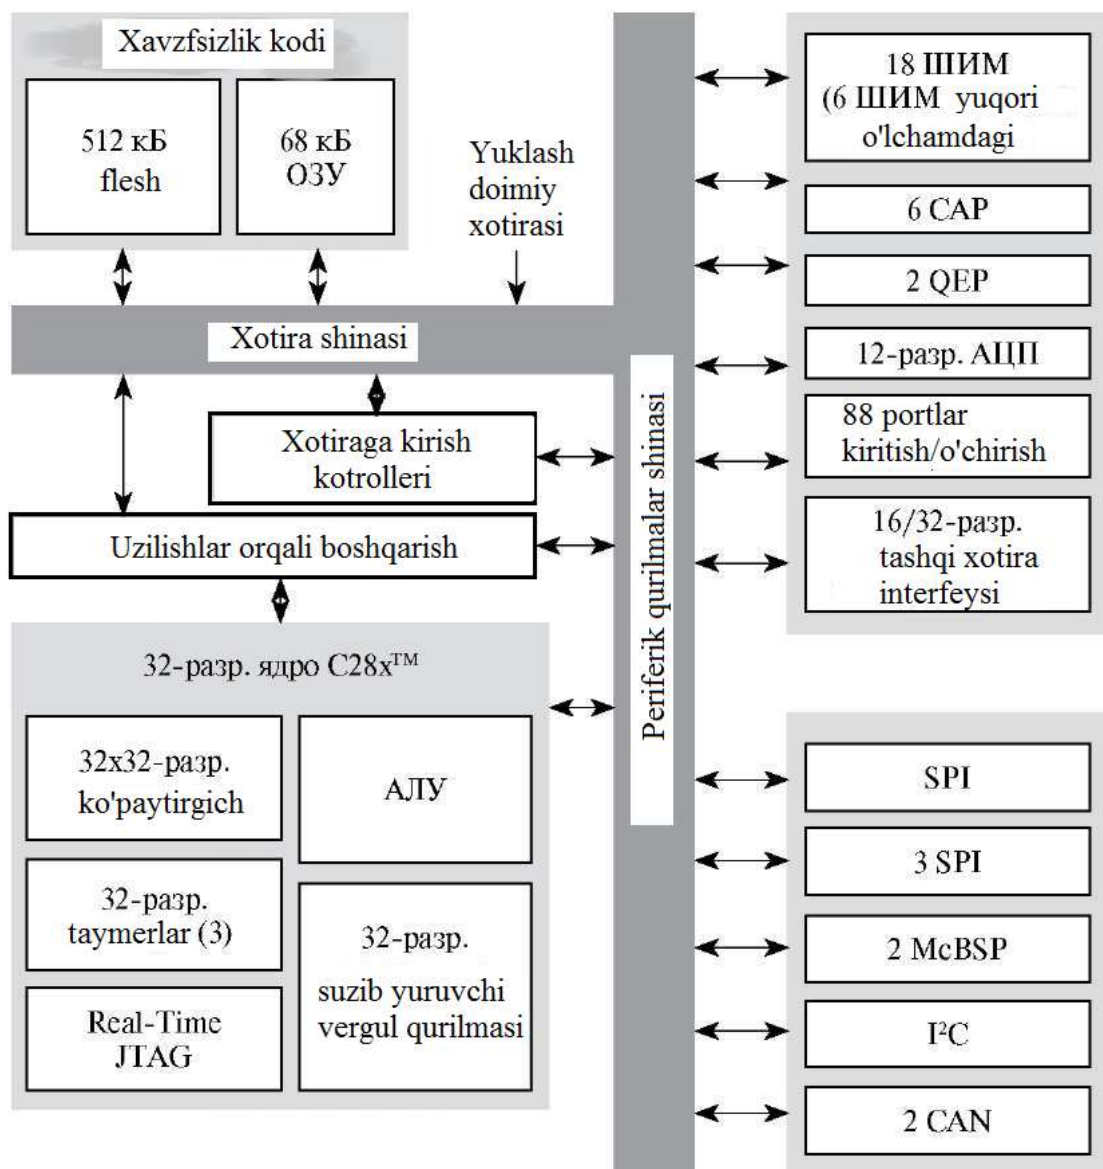 Xavzfsizlik kodi
512 кБ
flesh
68 кБ
ОЗУ
Yuklash
doimiy
xotirasi
Xotira shinasi
Xotiraga kirish
kotrolleri
Uzilishlar orqali boshqarish
32-разр. ядро C28x™
32x32-разр.
ko'paytirgich
АЛУ
32-разр.
taymerlar (3)
32-разр.
suzib yuruvchi
vergul qurilmasi
Real-Time
JTAG
Periferik qurilmalar shinasi
18 ШИМ
(6 ШИМ yuqori
o'lchamdagi
6 CAP
2 QEP
12-разр. АЦП
88 portlar
kiritish/o'chirish
16/32-разр.
tashqi xotira
interfeysi
SPI
3 SPI
2 McBSP
I²C
2 CAN